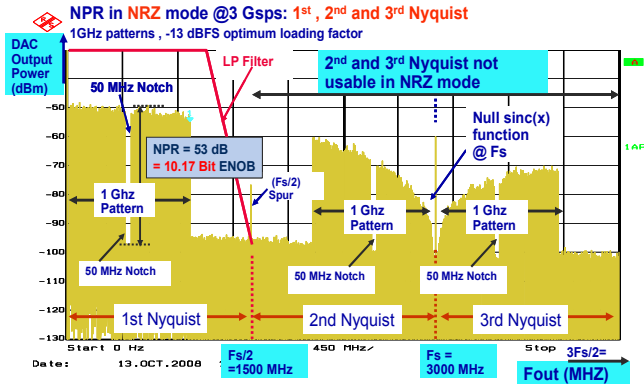 NPR in NRZ mode @3 Gsps: 1st , 2nd and 3rd Nyquist
1GHz patterns , -13 dBFS optimum loading factor
DAC
Output
Power
(dBm)
LP Filter
2nd and 3rd Nyquist not
usable in NRZ mode
A
50 MHz Notch
-50
-60
-70
-80
-90
-100
-110
-120
-130
Null sinc(x)
function
@ Fs
1AP
NPR = 53 dB
= 10.17 Bit ENOB
(Fs/2)
Spur
1 Ghz
Pattern
1 Ghz
Pattern
1 Ghz
Pattern
50 MHz Notch
50 MHz Notch
50 MHz Notch
1st Nyquist
2nd Nyquist
3rd Nyquist
Start 0 Hz
450 MHz/
Stop
3Fs/2=
Date:
13.OCT.2008
Fs/2
=1500 MHz
Fs =
3000 MHz
Fout (MHZ)